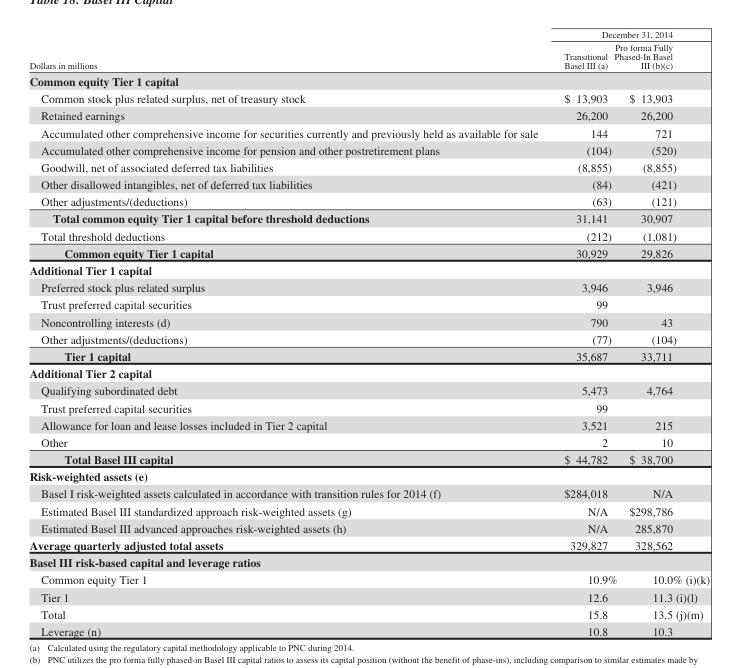 Table 18: Basel III Capital
December 31, 2014
Dollars in millions
Transitional Basel III (a)
Pro forma Fully Phased-In Basel III (b)(c)
Common equity Tier 1 capital
Common stock plus related surplus, net of treasury stock $ 13,903 $ 13,903
Retained earnings 26,200 26,200
Accumulated other comprehensive income for securities currently and previously held as available for sale 144 721
Accumulated other comprehensive income for pension and other postretirement plans (104) (520)
Goodwill, net of associated deferred tax liabilities (8,855) (8,855)
Other disallowed intangibles, net of deferred tax liabilities (84) (421)
Other adjustments/(deductions) (63) (121)
Total common equity Tier 1 capital before threshold deductions 31,141 30,907
Total threshold deductions (212) (1,081)
Common equity Tier 1 capital 30,929 29,826
Additional Tier 1 capital
Preferred stock plus related surplus 3,946 3,946
Trust preferred capital securities 99
Noncontrolling interests (d) 790 43
Other adjustments/(deductions) (77) (104)
Tier 1 capital 35,687 33,711
Additional Tier 2 capital
Qualifying subordinated debt 5,473 4,764
Trust preferred capital securities 99
Allowance for loan and lease losses included in Tier 2 capital 3,521 215
Other 2 10
Total Basel III capital $ 44,782 $ 38,700
Risk-weighted assets (e)
Basel I risk-weighted assets calculated in accordance with transition rules for 2014 (f) $284,018 N/A
Estimated Basel III standardized approach risk-weighted assets (g) N/A $298,786
Estimated Basel III advanced approaches risk-weighted assets (h) N/A 285,870
Average quarterly adjusted total assets 329,827 328,562
Basel III risk-based capital and leverage ratios
Common equity Tier 1 10.9% 10.0% (i)(k)
Tier 1 12.6 11.3 (i)(l)
Total 15.8 13.5 (j)(m)
Leverage (n) 10.8 10.3
(a) Calculated using the regulatory capital methodology applicable to PNC during 2014.
(b) PNC utilizes the pro forma fully phased-in Basel III capital ratios to assess its capital position (without the benefit of phase-ins), including comparison to similar estimates made by